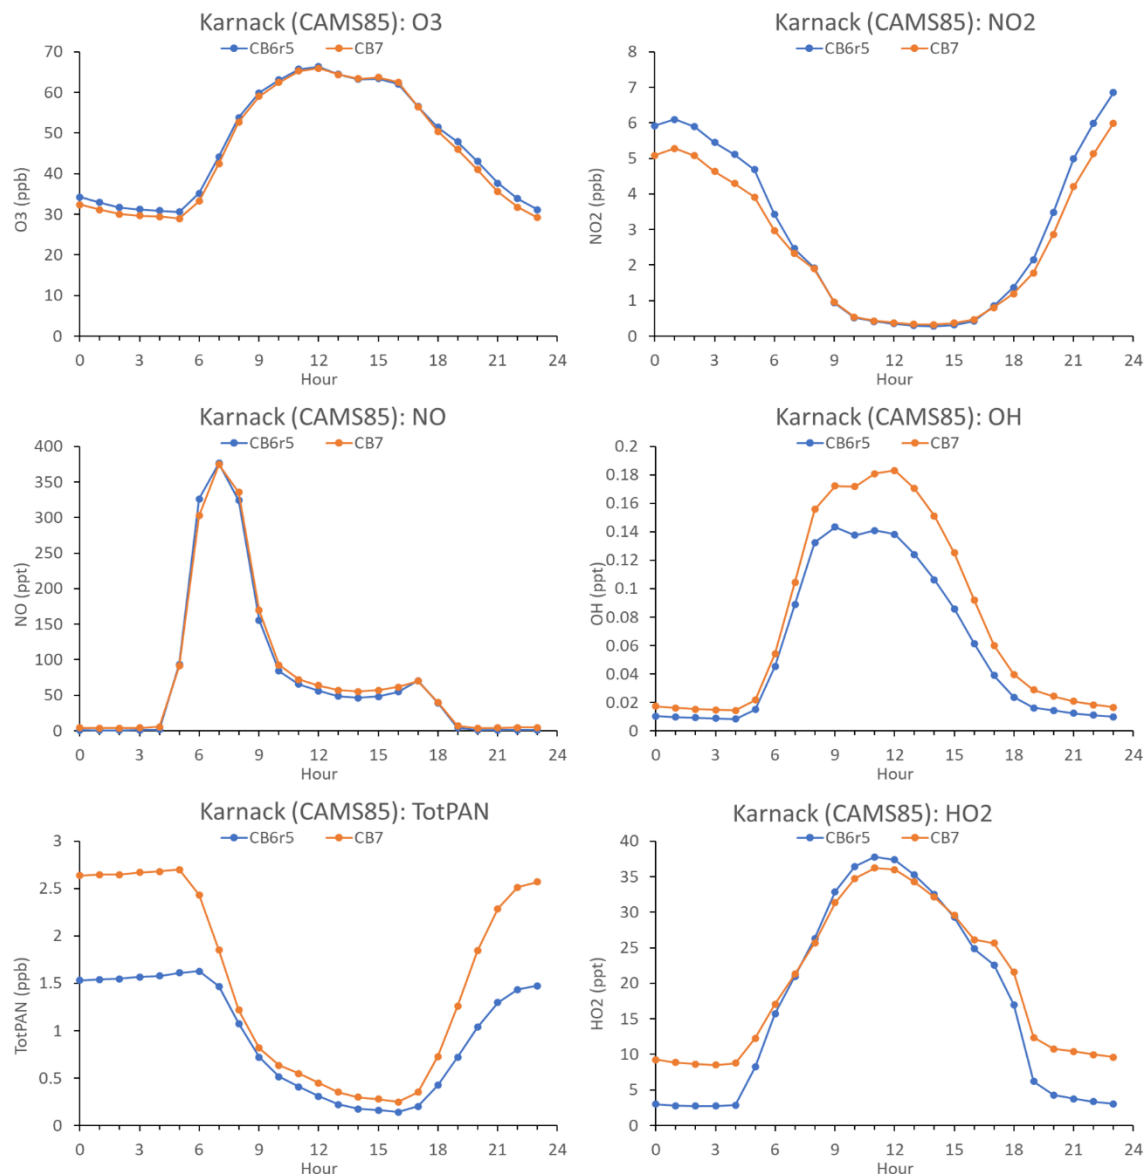 Karnack (CAMS85): O3
CB6r5 CB7
70
60
50
40
30
20
10
0
O3 (ppb)
0 3 6 9 12 15 18 21 24
Hour
Karnack (CAMS85): NO2
CB6r5 CB7
8
7
6
5
4
3
2
1
0
NO2 (ppb)
0 3 6 9 12 15 18 21 24
Hour
Karnack (CAMS85): NO
CB6r5 CB7
400
350
300
250
200
150
100
50
0
NO (ppt)
0 3 6 9 12 15 18 21 24
Hour
Karnack (CAMS85): OH
CB6r5 CB7
0.2
0.18
0.16
0.14
0.12
0.1
0.08
0.06
0.04
0.02
0
OH (ppt)
0 3 6 9 12 15 18 21 24
Hour
Karnack (CAMS85): TotPAN
CB6r5 CB7
3
2.5
2
1.5
1
0.5
0
TotPAN (ppb)
0 3 6 9 12 15 18 21 24
Hour
Karnack (CAMS85): HO2
CB6r5 CB7
40
35
30
25
20
15
10
5
0
HO2 (ppt)
0 3 6 9 12 15 18 21 24
Hour